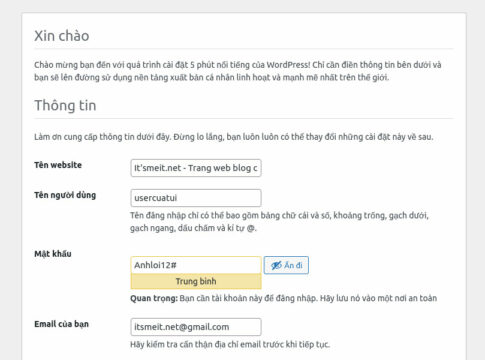 Xin chào
Chào mừng bạn đến với quá trình cài đặt 5 phút nổi tiếng của WordPress! Chỉ cần điền thông tin bên dưới và
bạn sẽ lên đường sử dụng nền tảng xuất bản cá nhân linh hoạt và mạnh mẽ nhất trên thế giới.
Thông tin
Làm ơn cung cấp thông tin dưới đây. Đừng lo lắng, bạn luôn luôn có thể thay đổi những cài đặt này về sau.
Tên website
It'smeit.net - Trang web blog c
Tên người dùng
usercuatui
Tên đăng nhập chỉ có thể bao gồm bảng chữ cái và số, khoảng trống, gạch dưới,
gạch ngang, dấu chấm và kí tự @.
Mật khẩu
Anhloi12#
Ẩn đi
Trung bình
Quan trọng: Bạn cần tài khoản này để đăng nhập. Hãy lưu nó vào một nơi an toàn
Email của bạn
itsmeit.net@gmail.com
Hãy kiểm tra cẩn thận địa chỉ email trước khi tiếp tục.